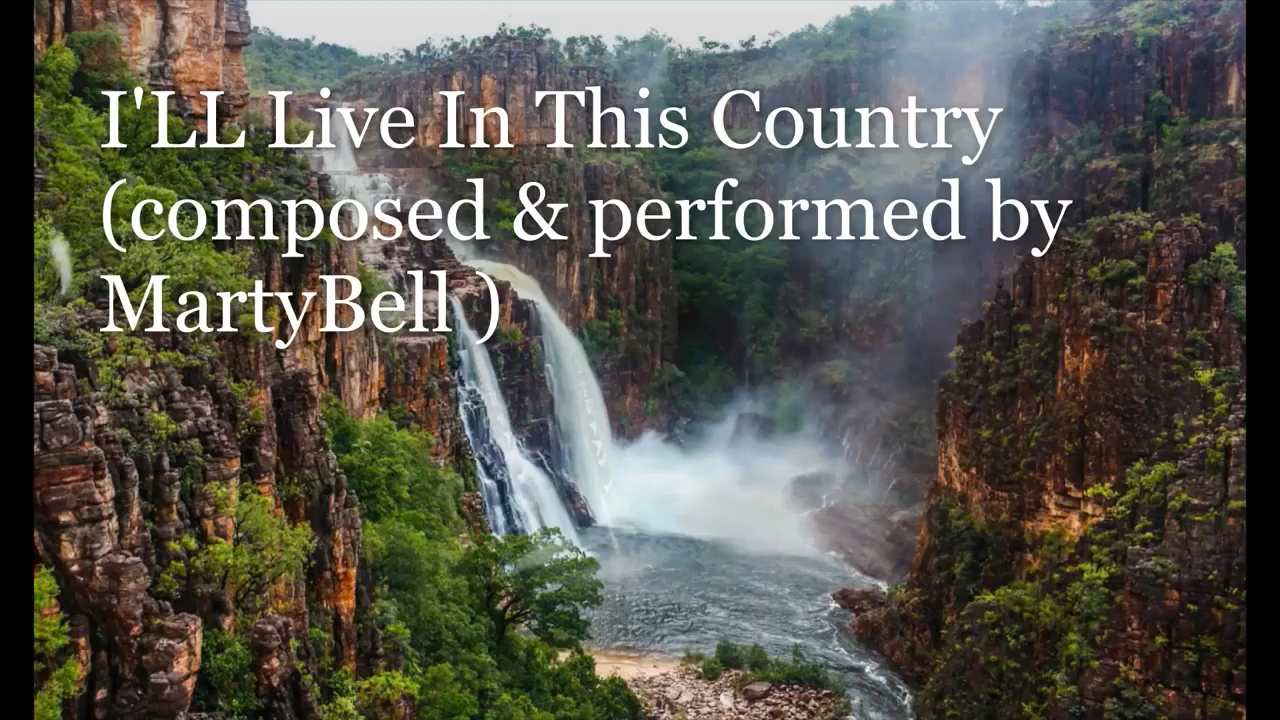 I'LL Live In This Country
(composed & performed by
MartyBell )